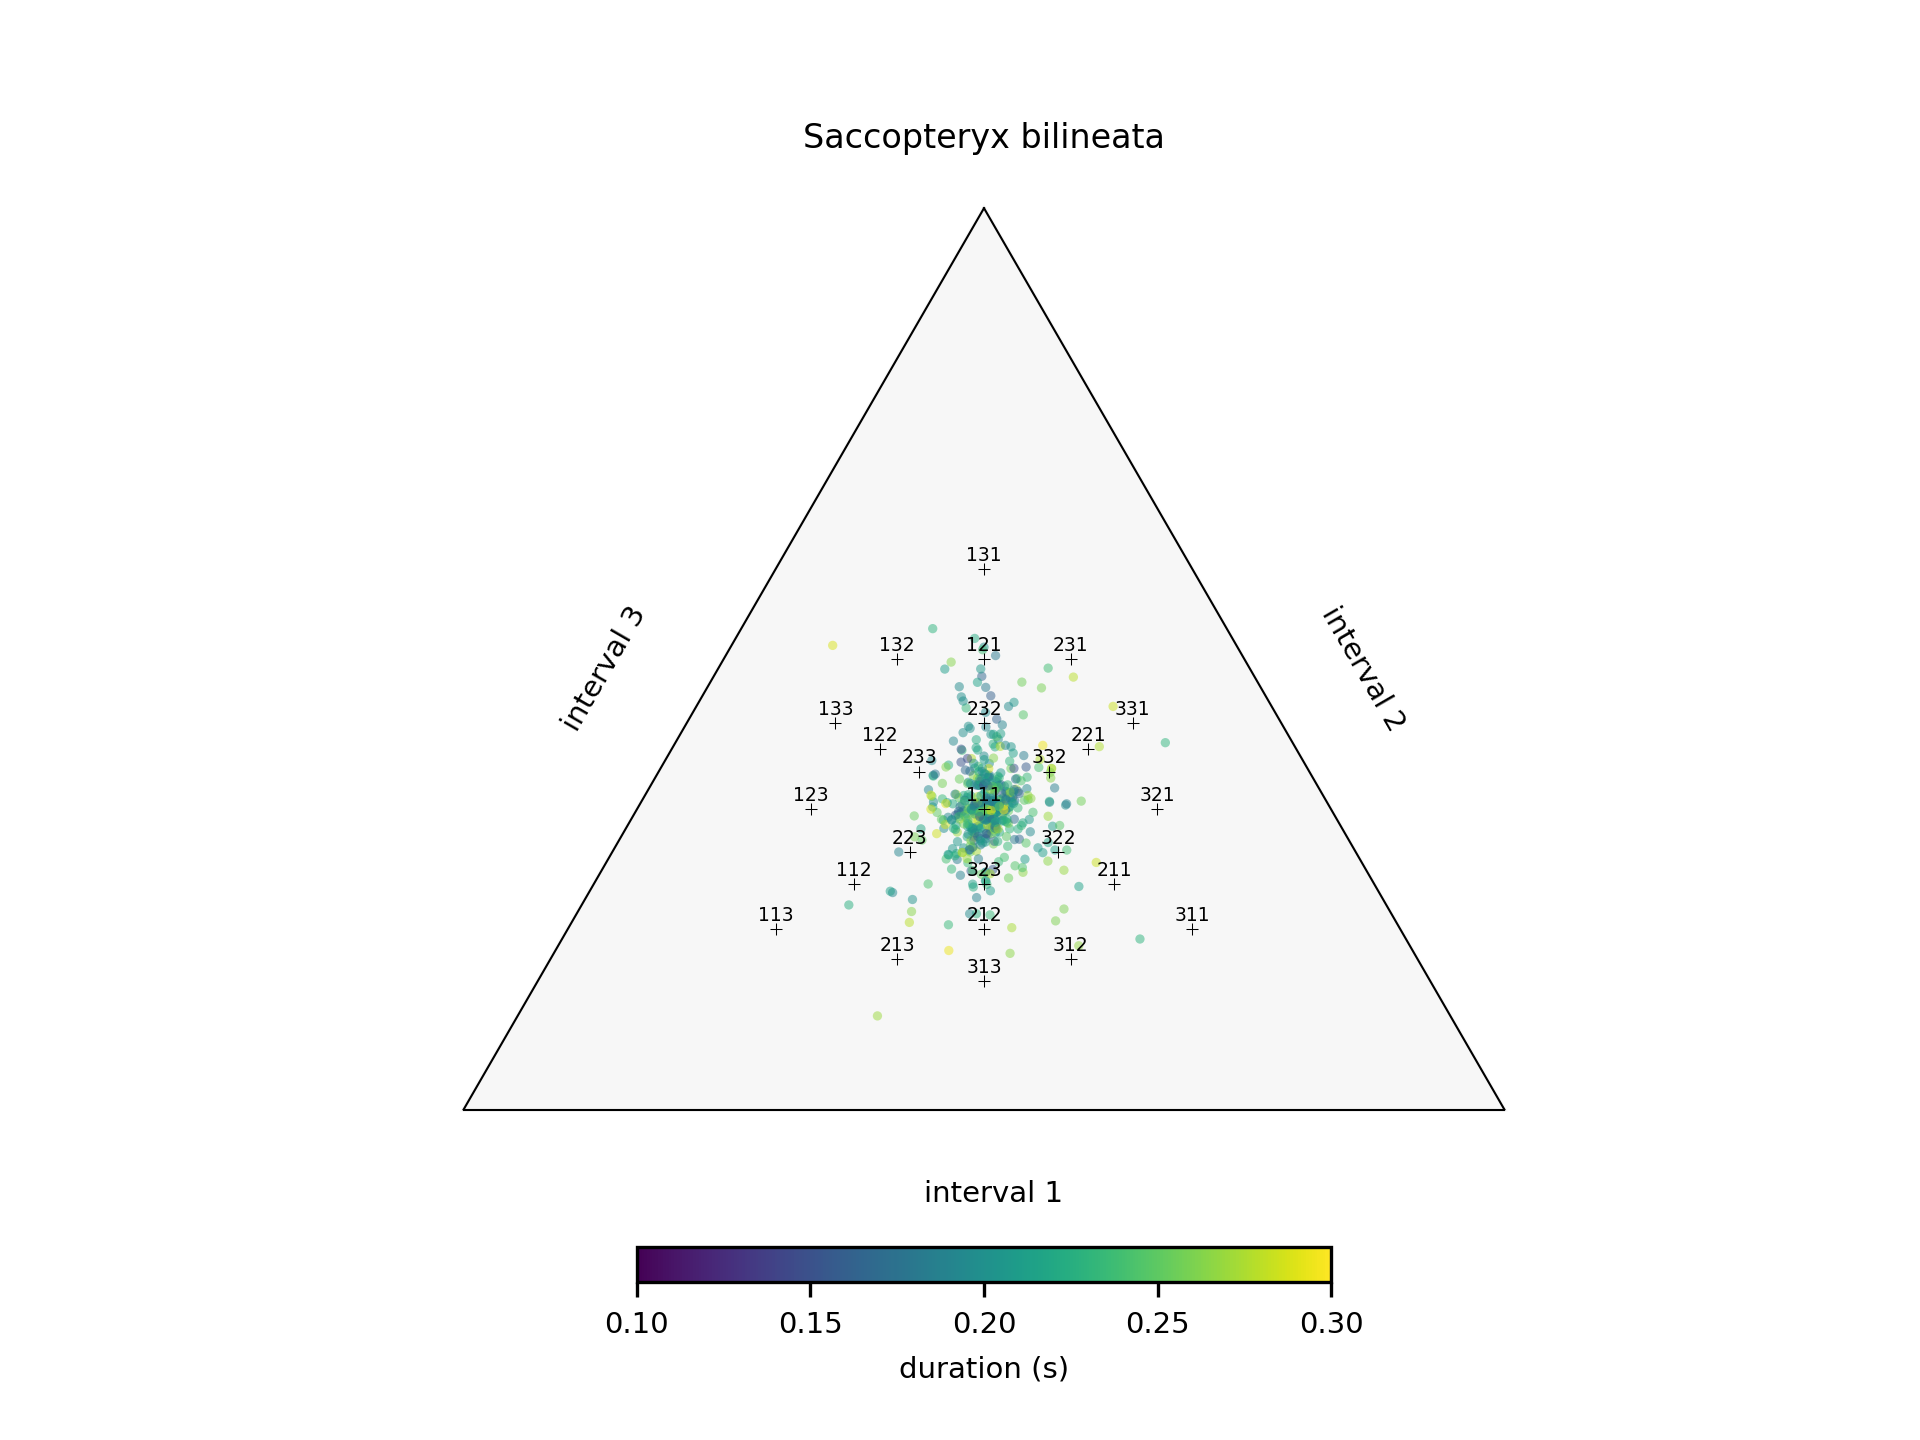 Saccopteryx bilineata
131
132 121 231
133 232 331
122 221
233 332
123 111 321
223 322
112 323 211
113 212 311
213 312
313
interval 3
interval 2
interval 1
0.10 0.15 0.20 0.25 0.30
duration (s)